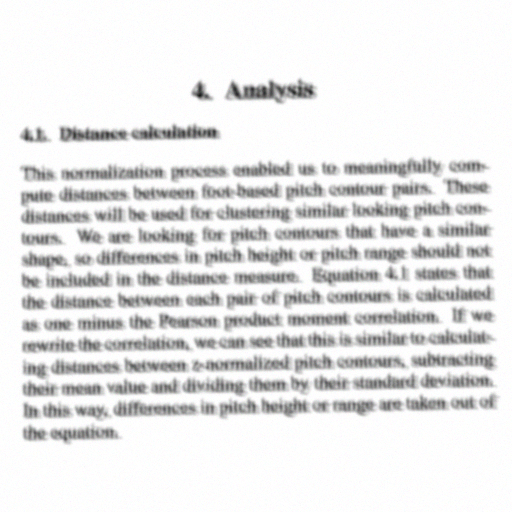 4. Analysis
4.1. Distance calculation
This normalization process enabled us to meaningfully com-
pute distances between foot-based pitch contour pairs. These
distances will be used for clustering similar looking pitch con-
tours. We are looking for pitch contours that have a similar
shape, so differences in pitch height or pitch range should not
be included in the distance measure. Equation 4.1 states that
the distance between each pair of pitch contours is calculated
as one minus the Pearson product moment correlation. If we
rewrite the correlation, we can see that this is similar to calculat-
ing distances between z-normalized pitch contours, subtracting
their mean value and dividing them by their standard deviation.
In this way, differences in pitch height or range are taken out of
the equation.